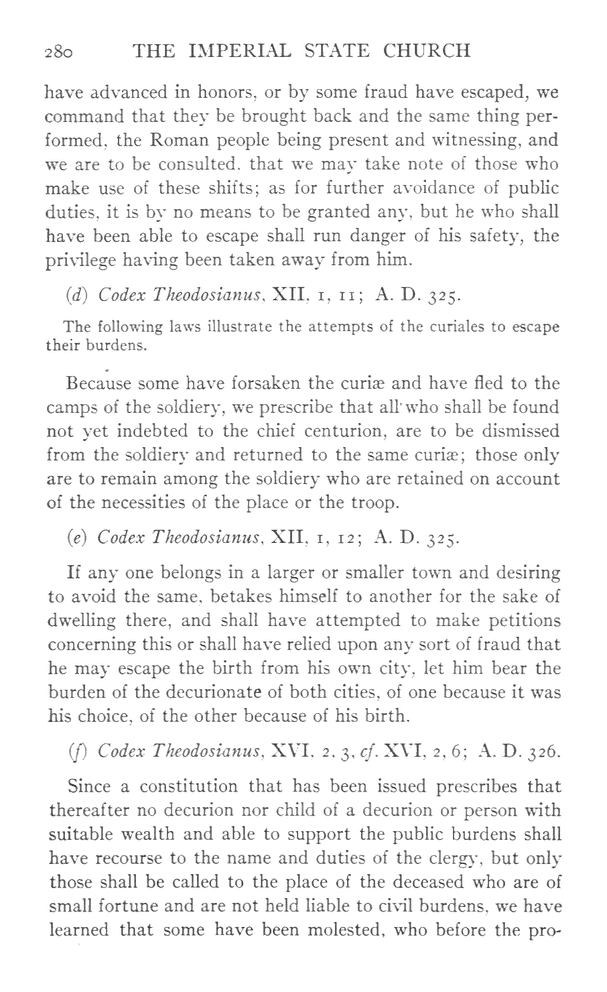 280 THE IMPERIAL STATE CHURCH
have advanced in honors, or by some fraud have escaped, we
command that they be brought back and the same thing per-
formed, the Roman people being present and witnessing, and
we are to be consulted, that we may take note of those who
make use of these shifts; as for further avoidance of public
duties, it is by no means to be granted any, but he who shall
have been able to escape shall run danger of his safety, the
privilege having been taken away from him.
(d) Codex Theodosianus, XII, 1, 11; A. D. 325.
The following laws illustrate the attempts of the curiales to escape
their burdens.
Because some have forsaken the curiæ and have fled to the
camps of the soldiery, we prescribe that all who shall be found
not yet indebted to the chief centurion, are to be dismissed
from the soldiery and returned to the same curiæ; those only
are to remain among the soldiery who are retained on account
of the necessities of the place or the troop.
(e) Codex Theodosianus, XII, 1, 12; A. D. 325.
If any one belongs in a larger or smaller town and desiring
to avoid the same, betakes himself to another for the sake of
dwelling there, and shall have attempted to make petitions
concerning this or shall have relied upon any sort of fraud that
he may escape the birth from his own city, let him bear the
burden of the decurionate of both cities, of one because it was
his choice, of the other because of his birth.
(f) Codex Theodosianus, XVI, 2, 3, cf. XVI, 2, 6; A. D. 326.
Since a constitution that has been issued prescribes that
thereafter no decurion nor child of a decurion or person with
suitable wealth and able to support the public burdens shall
have recourse to the name and duties of the clergy, but only
those shall be called to the place of the deceased who are of
small fortune and are not held liable to civil burdens, we have
learned that some have been molested, who before the pro-